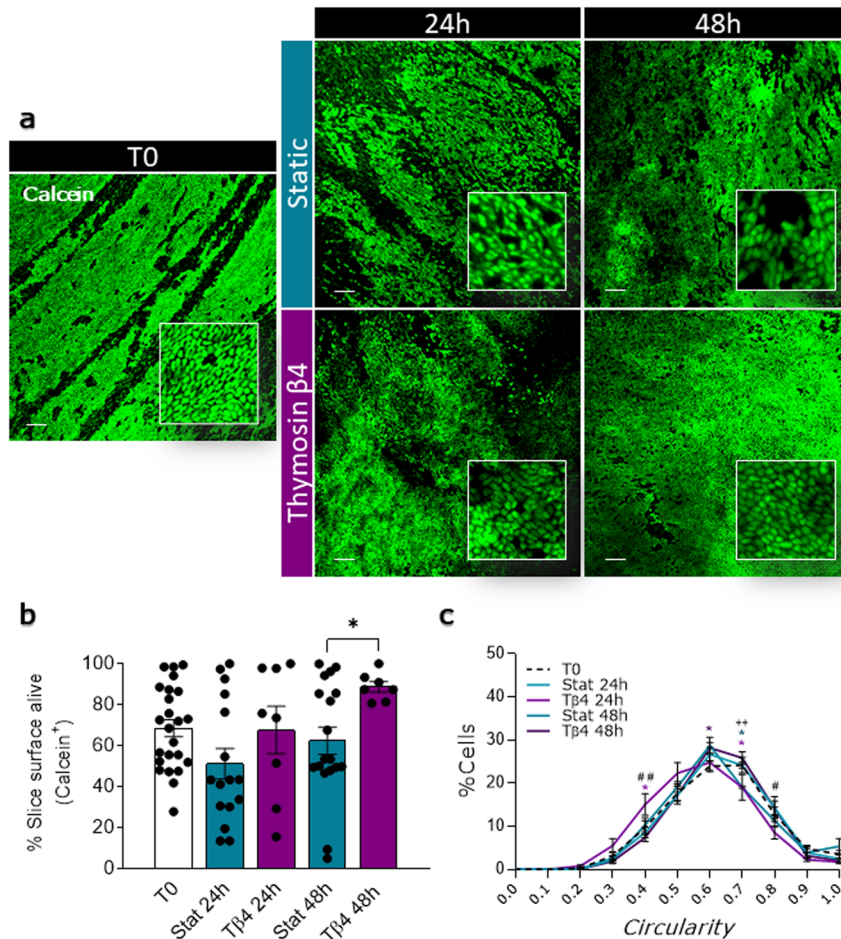 24h 48h
a
T0
Calcein
Static
Thymosin β4
b
*
% Slice surface alive
(Calcein⁺)
100
80
60
40
20
0
T0
Stat 24h
Tβ4 24h
Stat 48h
Tβ4 48h
c
%Cells
50
40
30
20
10
0
T0
Stat 24h
Tβ4 24h
Stat 48h
Tβ4 48h
##
*
*
++
*
*
#
0.0 0.1 0.2 0.3 0.4 0.5 0.6 0.7 0.8 0.9 1.0
Circularity